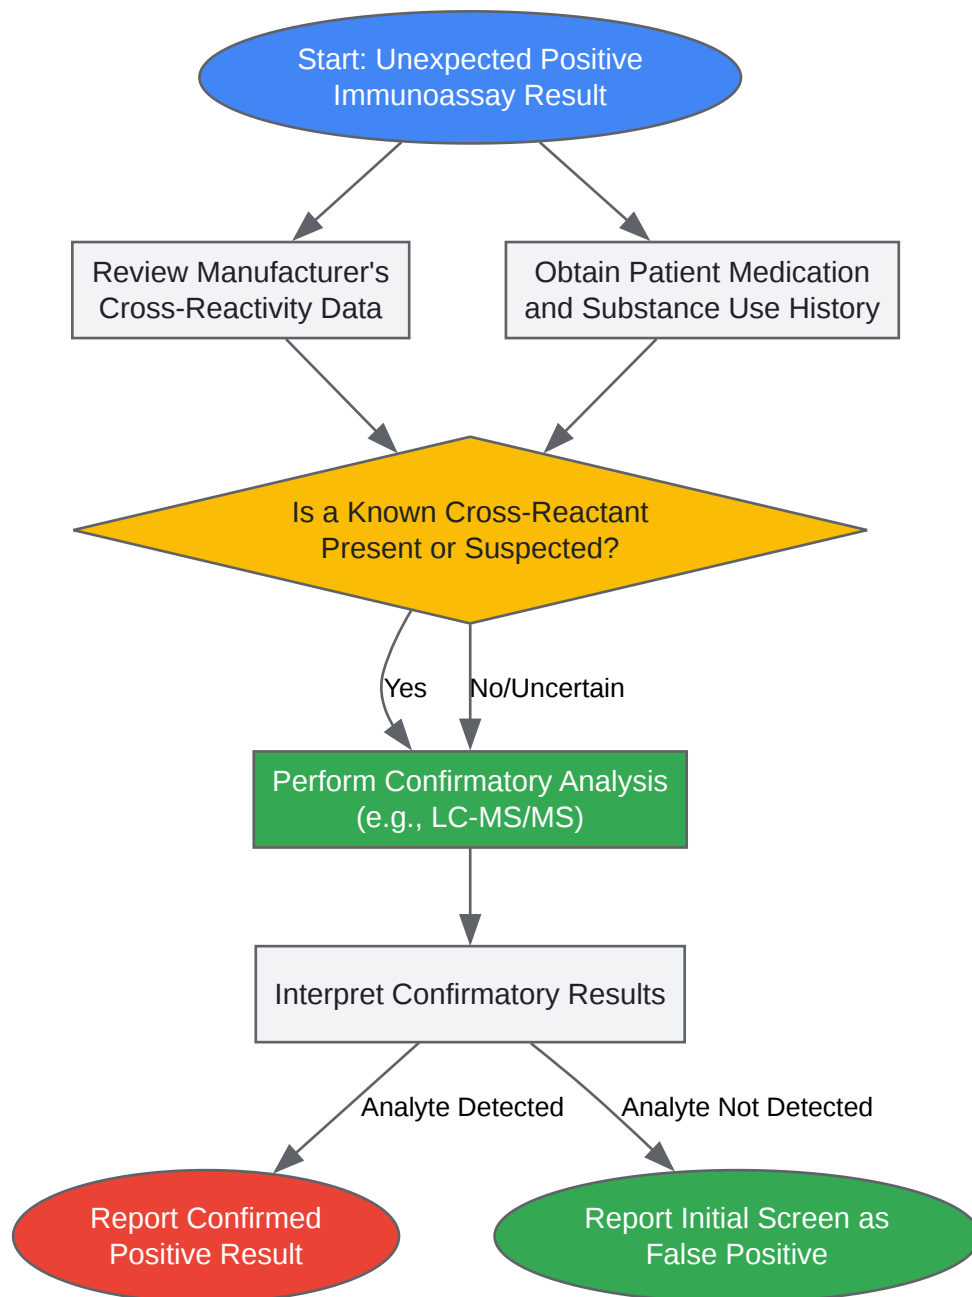 Start: Unexpected Positive
Immunoassay Result
Review Manufacturer's
Cross-Reactivity Data
Obtain Patient Medication
and Substance Use History
Is a Known Cross-Reactant
Present or Suspected?
Yes
No/Uncertain
Perform Confirmatory Analysis
(e.g., LC-MS/MS)
Interpret Confirmatory Results
Analyte Detected
Analyte Not Detected
Report Confirmed
Positive Result
Report Initial Screen as
False Positive